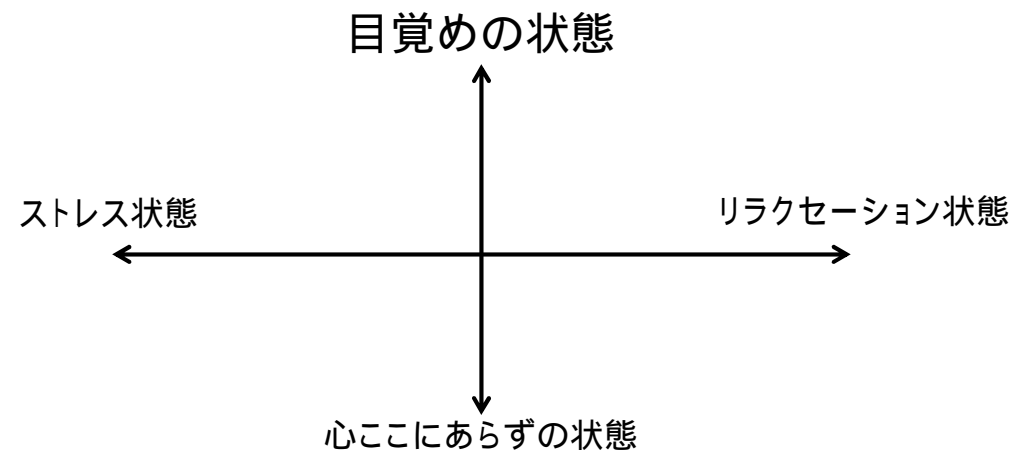 目覚めの状態
ストレス状態
リラクセーション状態
心ここにあらずの状態